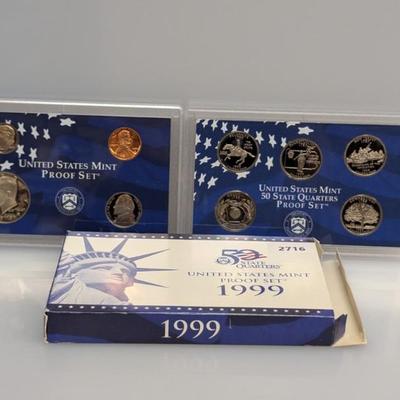 UNITED STATES MINT
PROOF SET
UNITED STATES MINT
50 STATE QUARTERS
PROOF SET
50
STATE
QUARTERS
2716
UNITED STATES MINT
PROOF SET
1999
1999